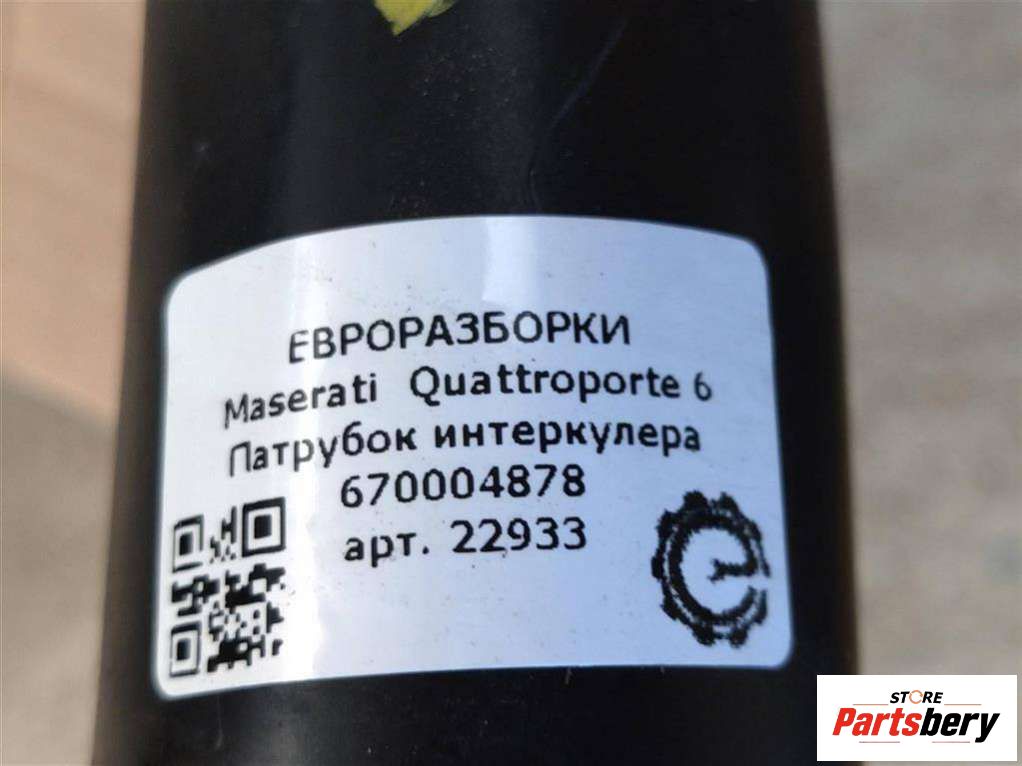 ЕВРОРАЗБОРКИ
Maserati Quattroporte 6
Патрубок интеркулера
670004878
арт. 22933
STORE
Partsbery